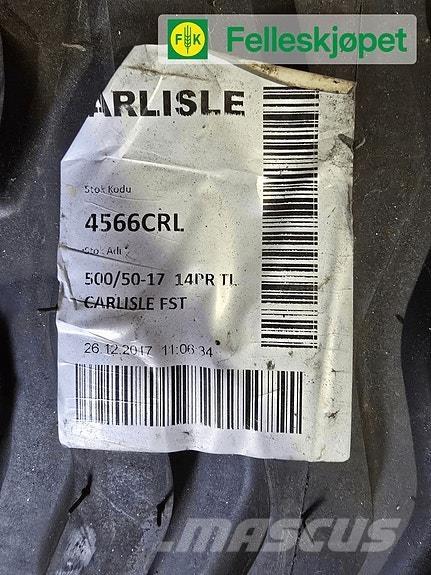 FK Felleskjøpet
CARLISLE
Stok Kodu
4566CRL
Stok Adı
500/50-17 14PR TL
CARLISLE FST
26.12.2017 11:06:34
MASCUS